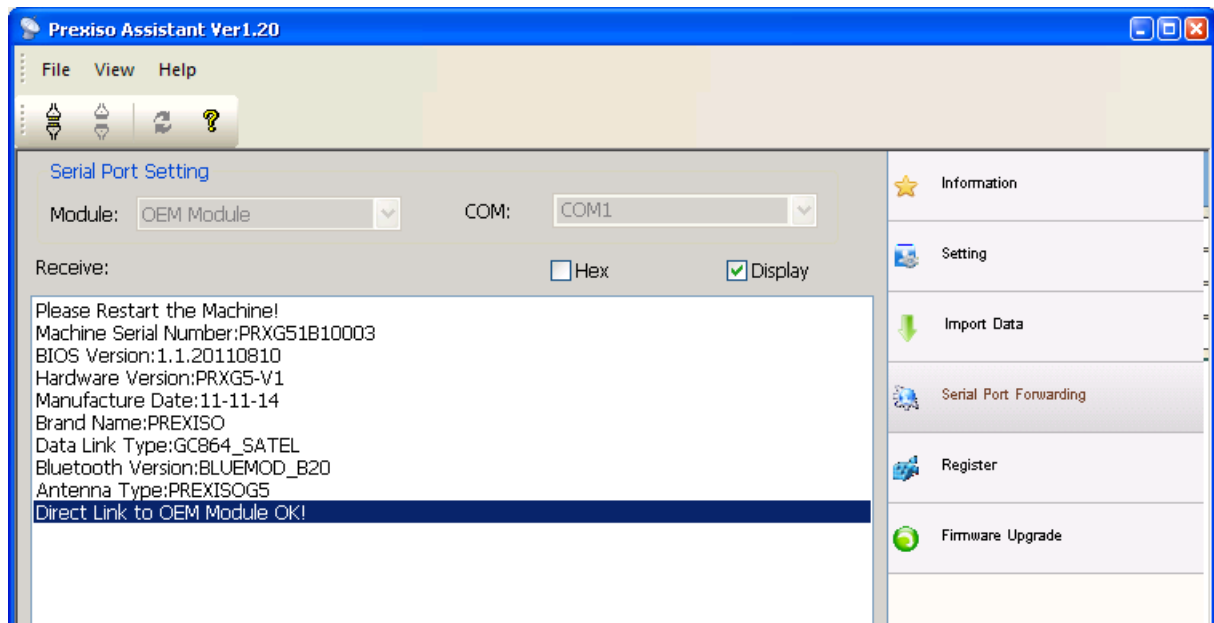 Prexiso Assistant Ver1.20
File View Help
Serial Port Setting
Module: OEM Module COM: COM1
Receive: Hex Display
Please Restart the Machine!
Machine Serial Number:PRXG51B10003
BIOS Version:1.1.20110810
Hardware Version:PRXG5-V1
Manufacture Date:11-11-14
Brand Name:PREXISO
Data Link Type:GC864_SATEL
Bluetooth Version:BLUEMOD_B20
Antenna Type:PREXISOG5
Direct Link to OEM Module OK!
Information
Setting
Import Data
Serial Port Forwarding
Register
Firmware Upgrade